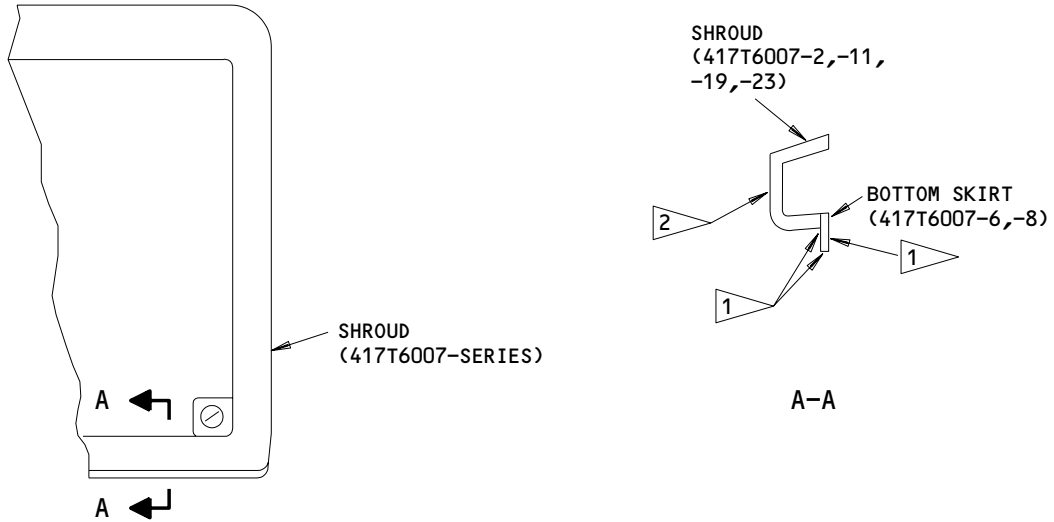 SHROUD
(417T6007-2,-11,
-19,-23)
BOTTOM SKIRT
(417T6007-6,-8)
2
1
1
SHROUD
(417T6007-SERIES)
A
A-A
A